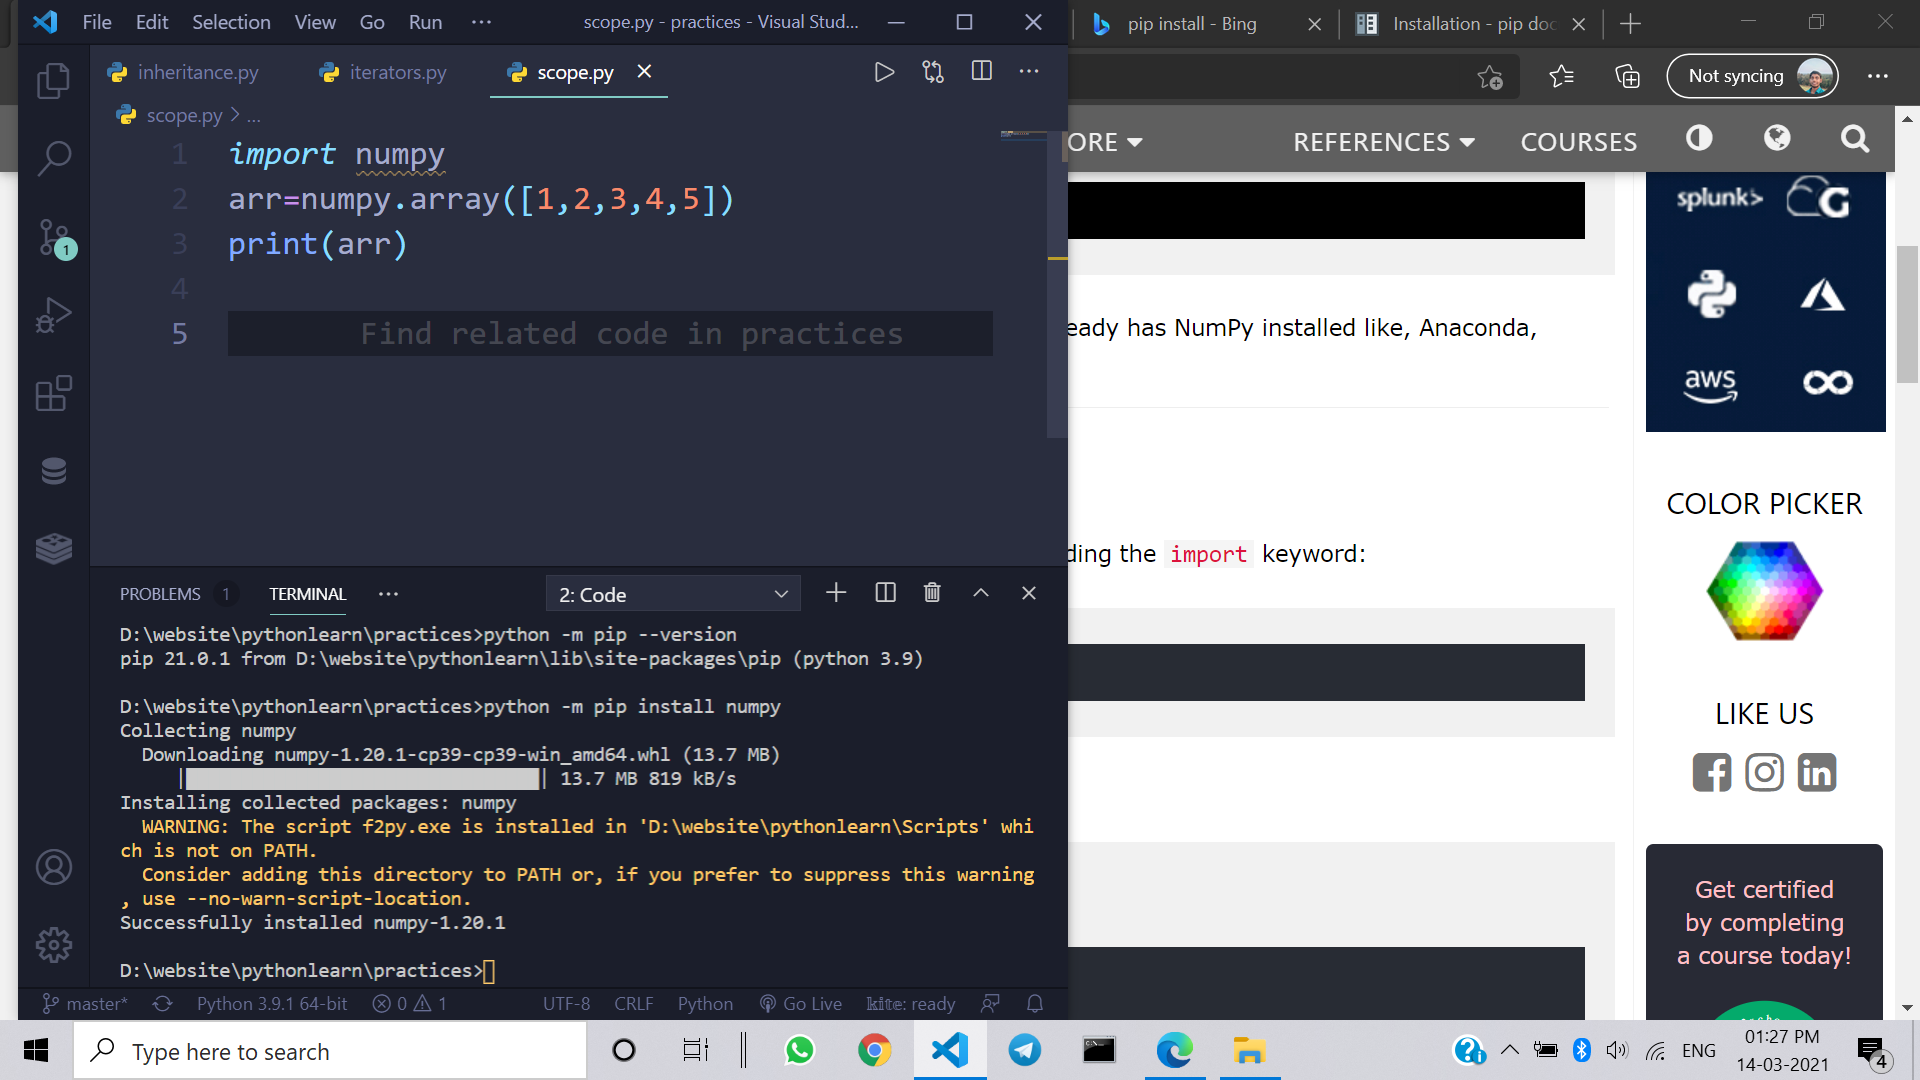 File Edit Selection View Go Run ··· scope.py - practices - Visual Stud...
pip install - Bing
Installation - pip doc
inheritance.py
iterators.py
scope.py
Not syncing
scope.py > ...
ORE
REFERENCES
COURSES
1 import numpy
2 arr=numpy.array([1,2,3,4,5])
3 print(arr)
4
5 Find related code in practices
splunk>
aws
eady has NumPy installed like, Anaconda,
COLOR PICKER
ding the import keyword:
LIKE US
Get certified
by completing
a course today!
PROBLEMS 1 TERMINAL ··· 2: Code
D:\website\pythonlearn\practices>python -m pip --version
pip 21.0.1 from D:\website\pythonlearn\lib\site-packages\pip (python 3.9)
D:\website\pythonlearn\practices>python -m pip install numpy
Collecting numpy
Downloading numpy-1.20.1-cp39-cp39-win_amd64.whl (13.7 MB)
| | 13.7 MB 819 kB/s
Installing collected packages: numpy
WARNING: The script f2py.exe is installed in 'D:\website\pythonlearn\Scripts' whi
ch is not on PATH.
Consider adding this directory to PATH or, if you prefer to suppress this warning
, use --no-warn-script-location.
Successfully installed numpy-1.20.1
D:\website\pythonlearn\practices>
master* Python 3.9.1 64-bit 0 1 UTF-8 CRLF Python Go Live kite: ready
Type here to search
ENG
01:27 PM
14-03-2021
4